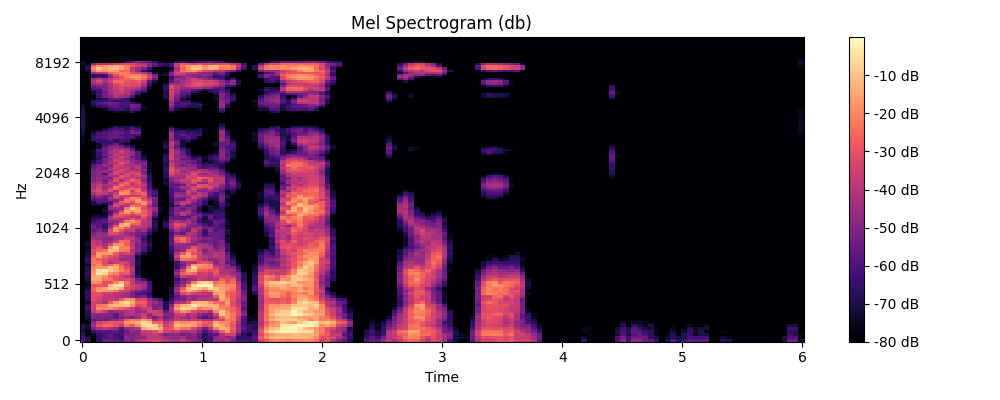 Mel Spectrogram (db)
8192
4096
2048
1024
512
0
Hz
0 1 2 3 4 5 6
Time
-10 dB
-20 dB
-30 dB
-40 dB
-50 dB
-60 dB
-70 dB
-80 dB